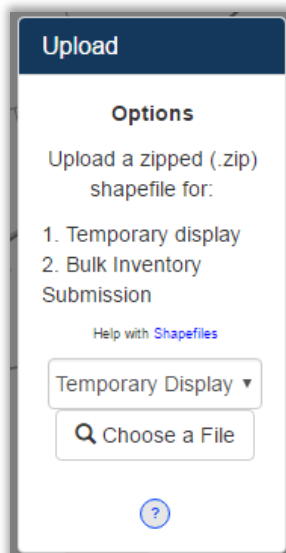 Upload
Options
Upload a zipped (.zip)
shapefile for:
1. Temporary display
2. Bulk Inventory
Submission
Help with Shapefiles
Temporary Display ▾
Choose a File
?